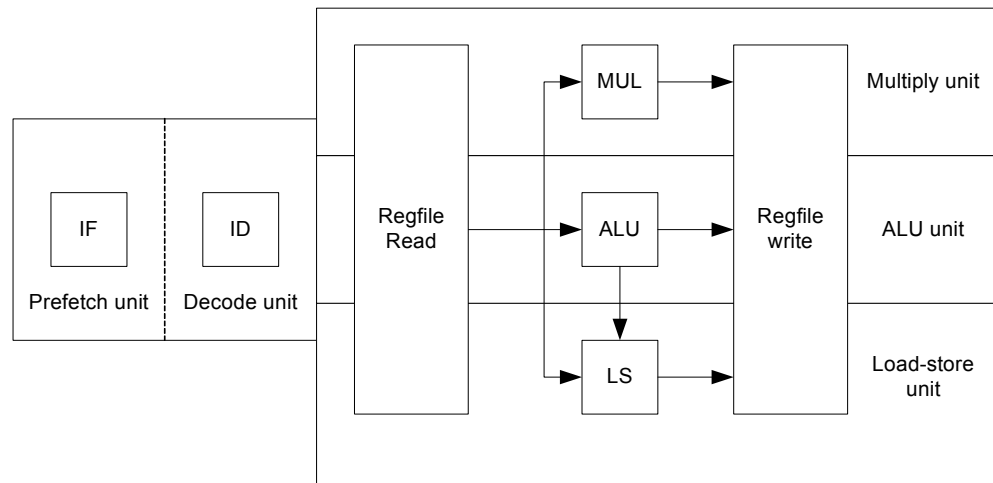 IF
Prefetch unit
ID
Decode unit
Regfile
Read
MUL
ALU
LS
Regfile
write
Multiply unit
ALU unit
Load-store
unit